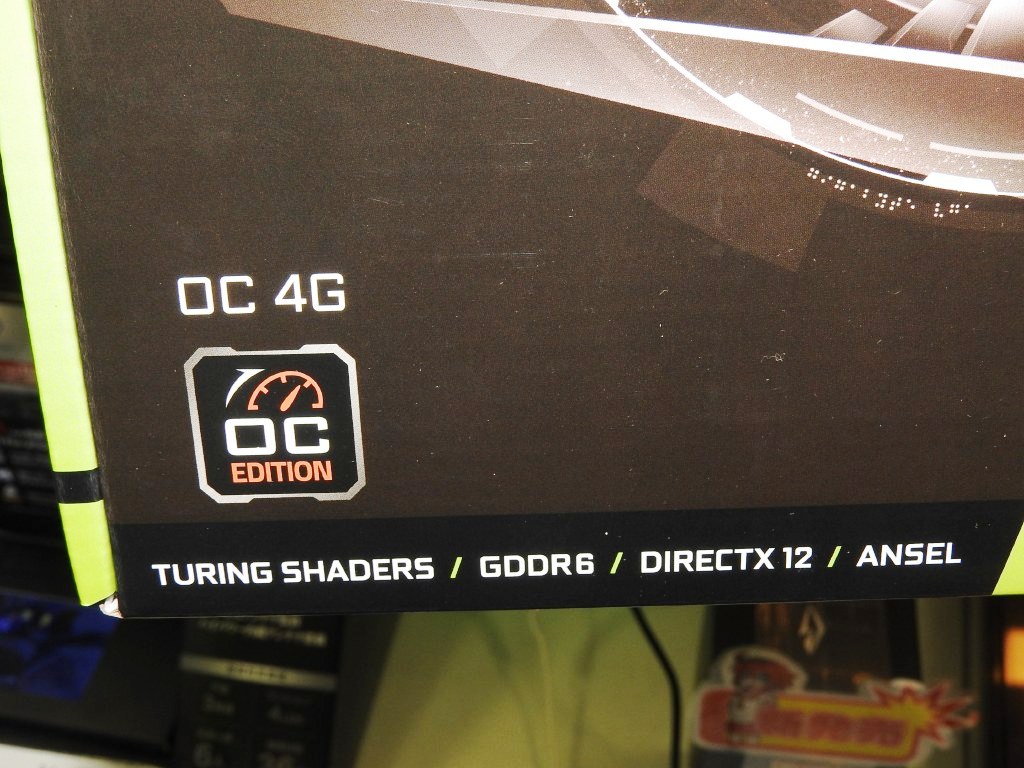 OC 4G
OC
EDITION
TURING SHADERS / GDDR6 / DIRECTX 12 / ANSEL